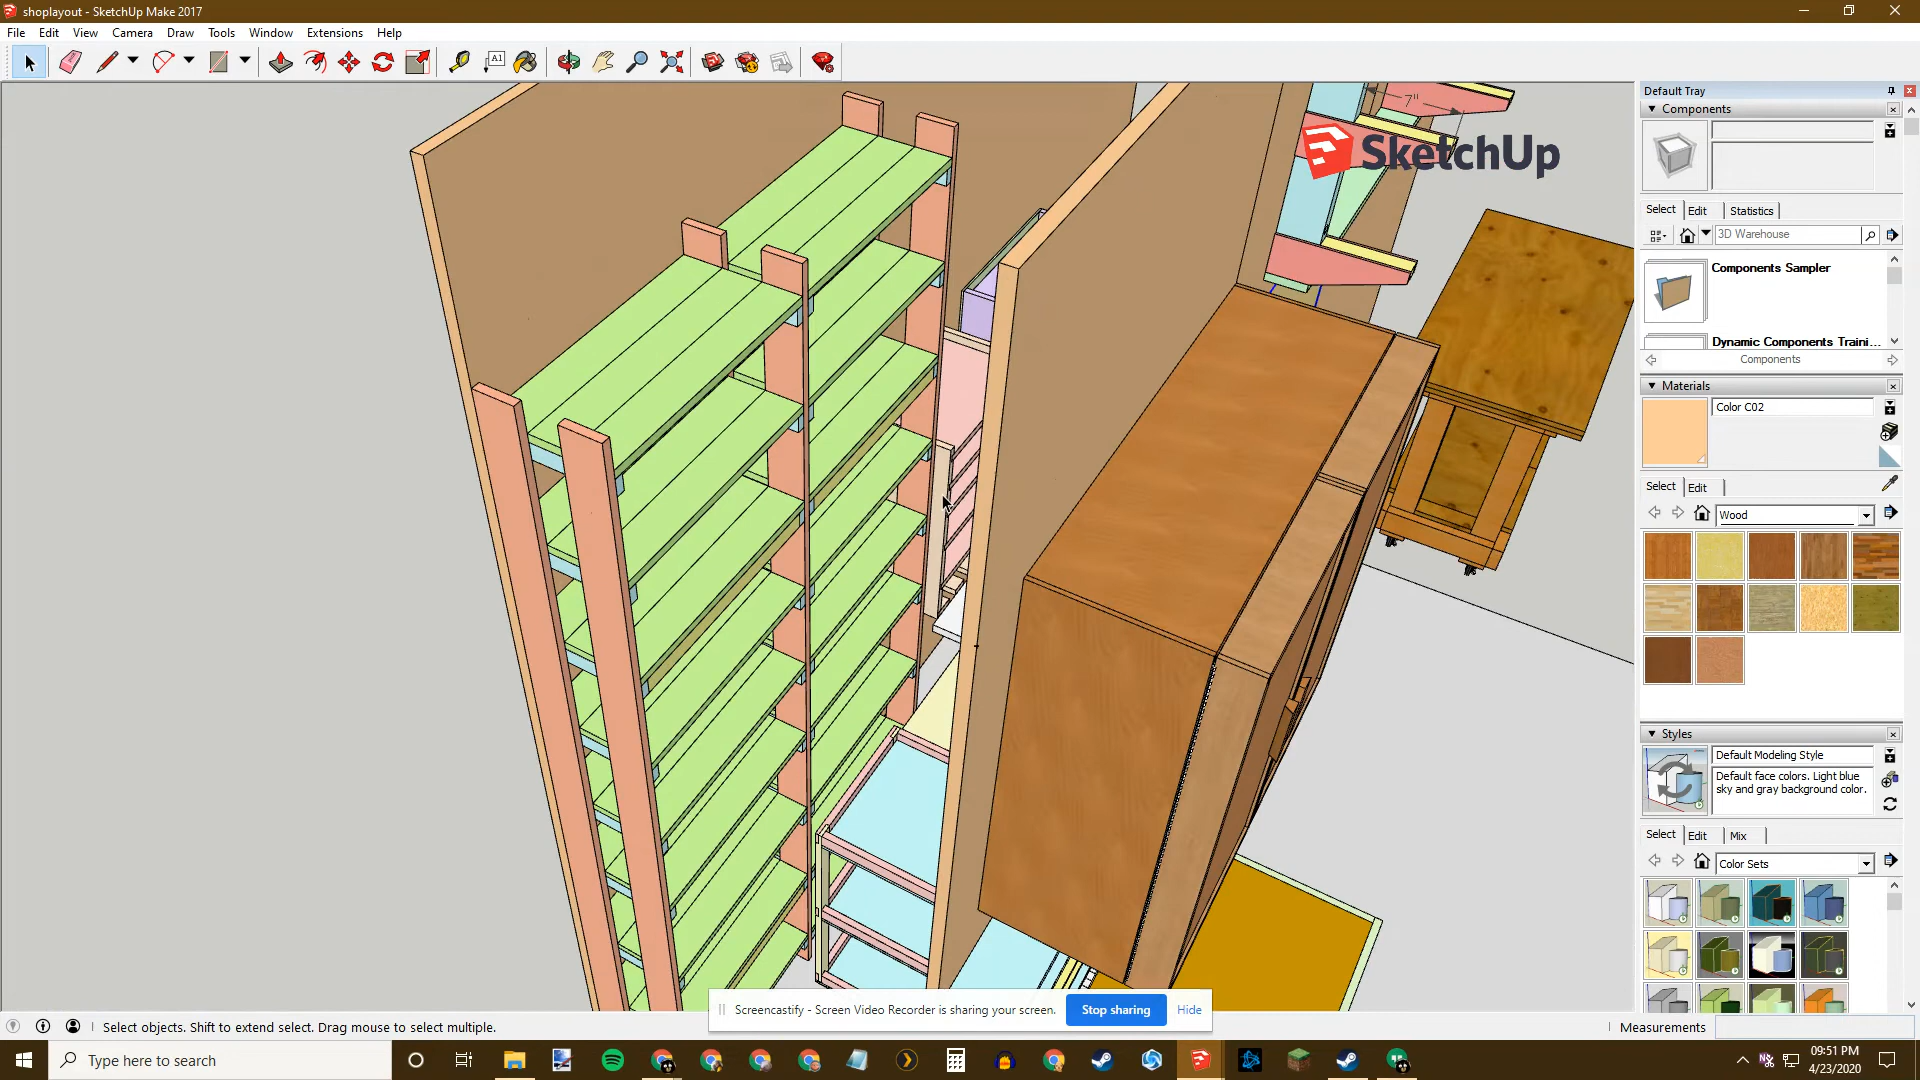 shoplayout - SketchUp Make 2017
File Edit View Camera Draw Tools Window Extensions Help
A1
7"
SketchUp
Default Tray
Components
Select Edit Statistics
3D Warehouse
Components Sampler
Dynamic Components Traini...
Components
Materials
Color C02
Select Edit
Wood
Styles
Default Modeling Style
Default face colors. Light blue
sky and gray background color.
Select Edit Mix
Color Sets
Screencastify - Screen Video Recorder is sharing your screen. Stop sharing Hide
Select objects. Shift to extend select. Drag mouse to select multiple. Measurements
Type here to search
09:51 PM
4/23/2020